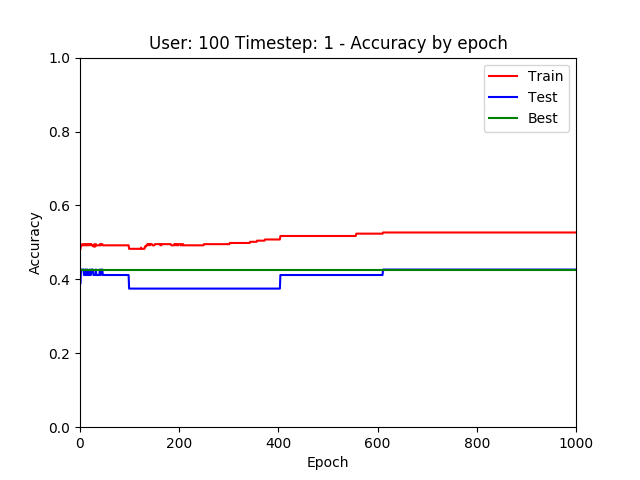 User: 100 Timestep: 1 - Accuracy by epoch
1.0
0.8
0.6
0.4
0.2
0.0
Accuracy
Train
Test
Best
0 200 400 600 800 1000
Epoch